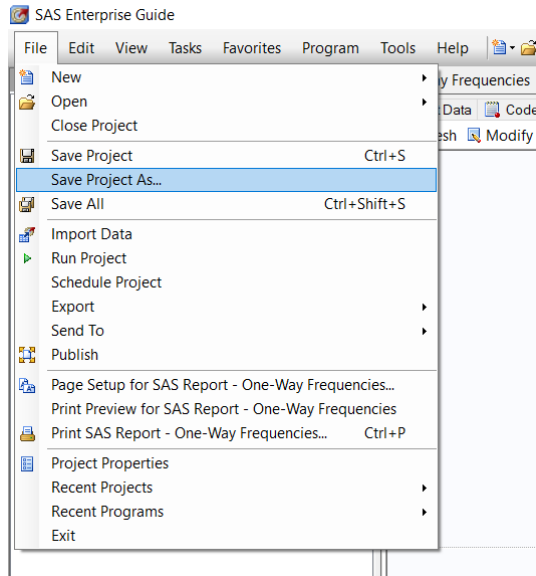 SAS Enterprise Guide
File Edit View Tasks Favorites Program Tools Help
New
y Frequencies
Open
Data Code
Close Project
esh Modify
Save Project Ctrl+S
Save Project As...
Save All Ctrl+Shift+S
Import Data
Run Project
Schedule Project
Export
Send To
Publish
Page Setup for SAS Report - One-Way Frequencies...
Print Preview for SAS Report - One-Way Frequencies
Print SAS Report - One-Way Frequencies... Ctrl+P
Project Properties
Recent Projects
Recent Programs
Exit